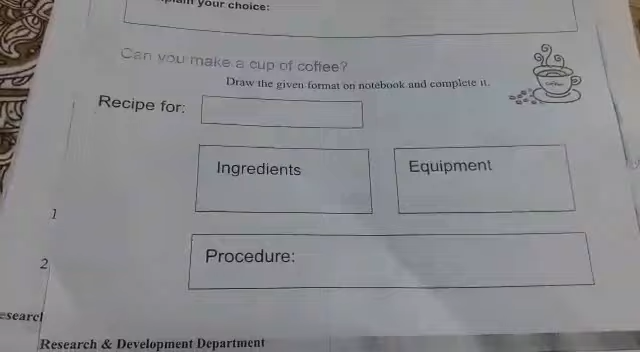 your choice:
Can you make a cup of coffee?
Draw the given format on notebook and complete it.
Recipe for:
Ingredients
Equipment
1
Procedure:
2
Research & Development Department